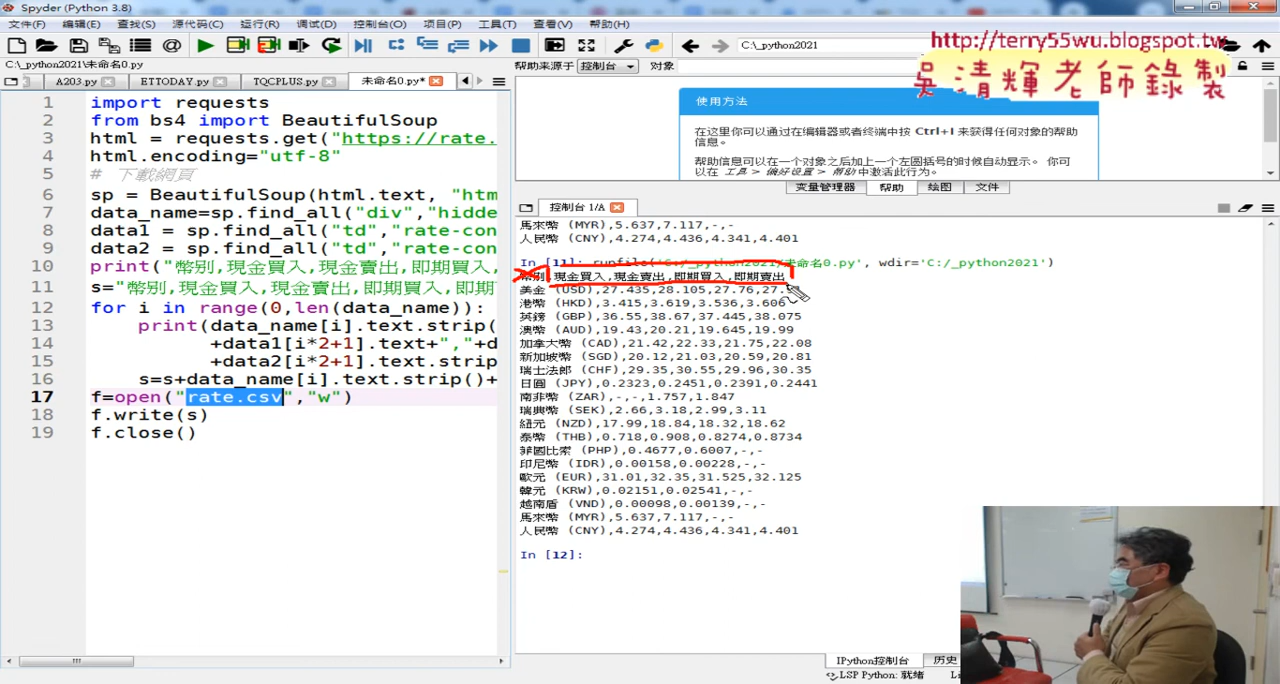 Spyder (Python 3.8)
文件(F) 编辑(E) 查找(S) 源代码(C) 运行(R) 调试(D) 控制台(O) 项目(P) 工具(T) 查看(V) 帮助(H)
C:\_python2021
http://terry55wu.blogspot.tw
吳清輝老師錄製
C:\_python2021\未命名0.py
帮助来源于 控制台 对象
A203.py ETTODAY.py TQCPLUS.py 未命名0.py*
1 import requests
2 from bs4 import BeautifulSoup
3 html = requests.get("https://rate.
4 html.encoding="utf-8"
5 # 下載網頁
6 sp = BeautifulSoup(html.text, "htm
7 data_name=sp.find_all("div","hidde
8 data1 = sp.find_all("td","rate-con
9 data2 = sp.find_all("td","rate-con
10 print("幣别,現金買入,現金賣出,即期
11 s="幣别,現金買入,現金賣出,即期買入,即期
12 for i in range(0,len(data_name)):
13 print(data_name[i].text.strip(
14 +data1[i*2+1].text+","+d
15 +data2[i*2+1].text.strip
16 s=s+data_name[i].text.strip()+
17 f=open("rate.csv","w")
18 f.write(s)
19 f.close()
使用方法
在这里你可以通过在编辑器或者终端中按 Ctrl+I 来获得任何对象的帮助
信息。
帮助信息可以在一个对象之后加上一个左圆括号的时候自动显示。 你可
以在 工具 > 偏好设置 > 帮助 中激活此行为。
变量管理器 帮助 绘图 文件
控制台 1/A
馬來幣 (MYR),5.637,7.117,-,-
人民幣 (CNY),4.274,4.436,4.341,4.401
In [11]: runfile('C:/_python2021/未命名0.py', wdir='C:/_python2021')
幣别,現金買入,現金賣出,即期買入,即期賣出
美金 (USD),27.435,28.105,27.76,27.
港幣 (HKD),3.415,3.619,3.536,3.606
英鎊 (GBP),36.55,38.67,37.445,38.075
澳幣 (AUD),19.43,20.21,19.645,19.99
加拿大幣 (CAD),21.42,22.33,21.75,22.08
新加坡幣 (SGD),20.12,21.03,20.59,20.81
瑞士法郎 (CHF),29.35,30.55,29.96,30.35
日圓 (JPY),0.2323,0.2451,0.2391,0.2441
南非幣 (ZAR),-,-,1.757,1.847
瑞典幣 (SEK),2.66,3.18,2.99,3.11
紐元 (NZD),17.99,18.84,18.32,18.62
泰幣 (THB),0.718,0.908,0.8274,0.8734
菲國比索 (PHP),0.4677,0.6007,-,-
印尼幣 (IDR),0.00158,0.00228,-,-
歐元 (EUR),31.01,32.35,31.525,32.125
韓元 (KRW),0.02151,0.02541,-,-
越南盾 (VND),0.00098,0.00139,-,-
馬來幣 (MYR),5.637,7.117,-,-
人民幣 (CNY),4.274,4.436,4.341,4.401
In [12]:
IPython控制台 历史
LSP Python: 就绪